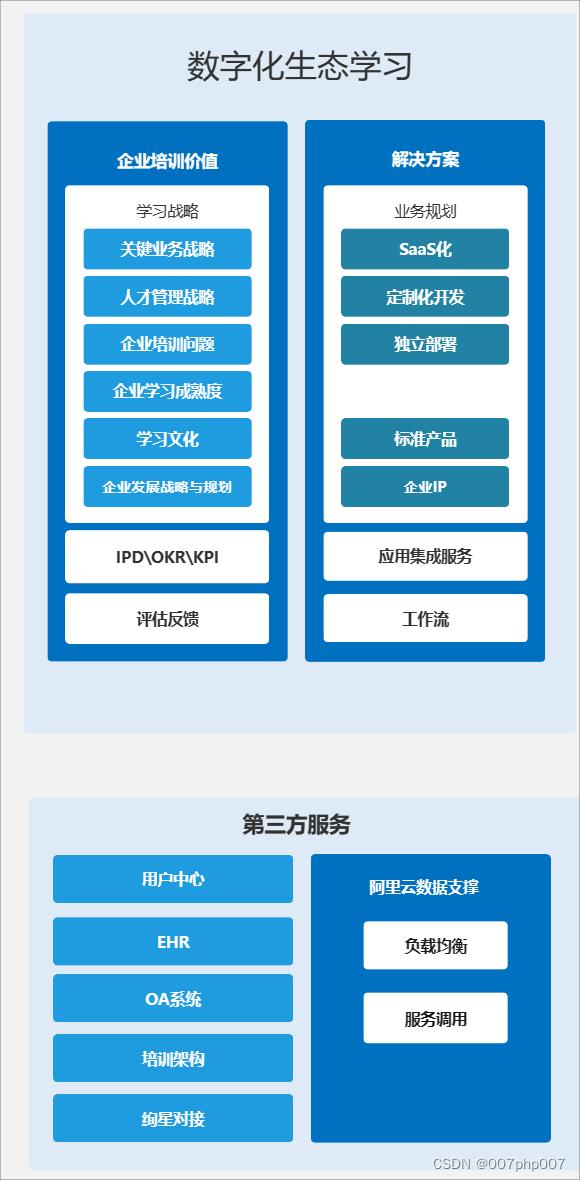 数字化生态学习
企业培训价值
学习战略
关键业务战略
人才管理战略
企业培训问题
企业学习成熟度
学习文化
企业发展战略与规划
IPD\OKR\KPI
评估反馈
解决方案
业务规划
SaaS化
定制化开发
独立部署
标准产品
企业IP
应用集成服务
工作流
第三方服务
用户中心
EHR
OA系统
培训架构
绚星对接
阿里云数据支撑
负载均衡
服务调用
CSDN @007php007